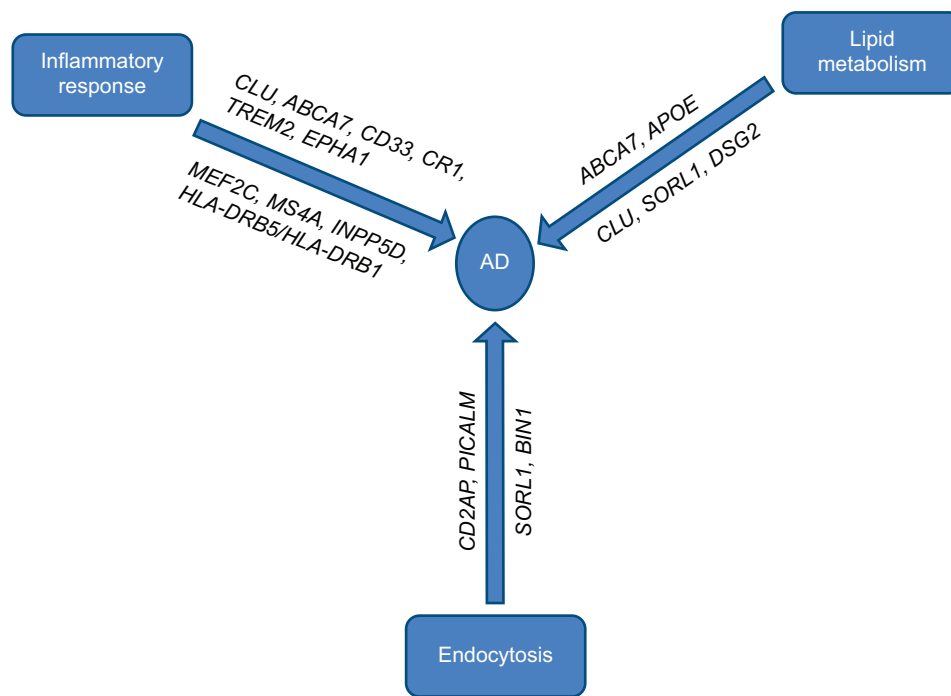 Inflammatory
response
Lipid
metabolism
CLU, ABCA7, CD33, CR1,
TREM2, EPHA1
MEF2C, MS4A, INPP5D,
HLA-DRB5/HLA-DRB1
ABCA7, APOE
CLU, SORL1, DSG2
AD
CD2AP, PICALM
SORL1, BIN1
Endocytosis